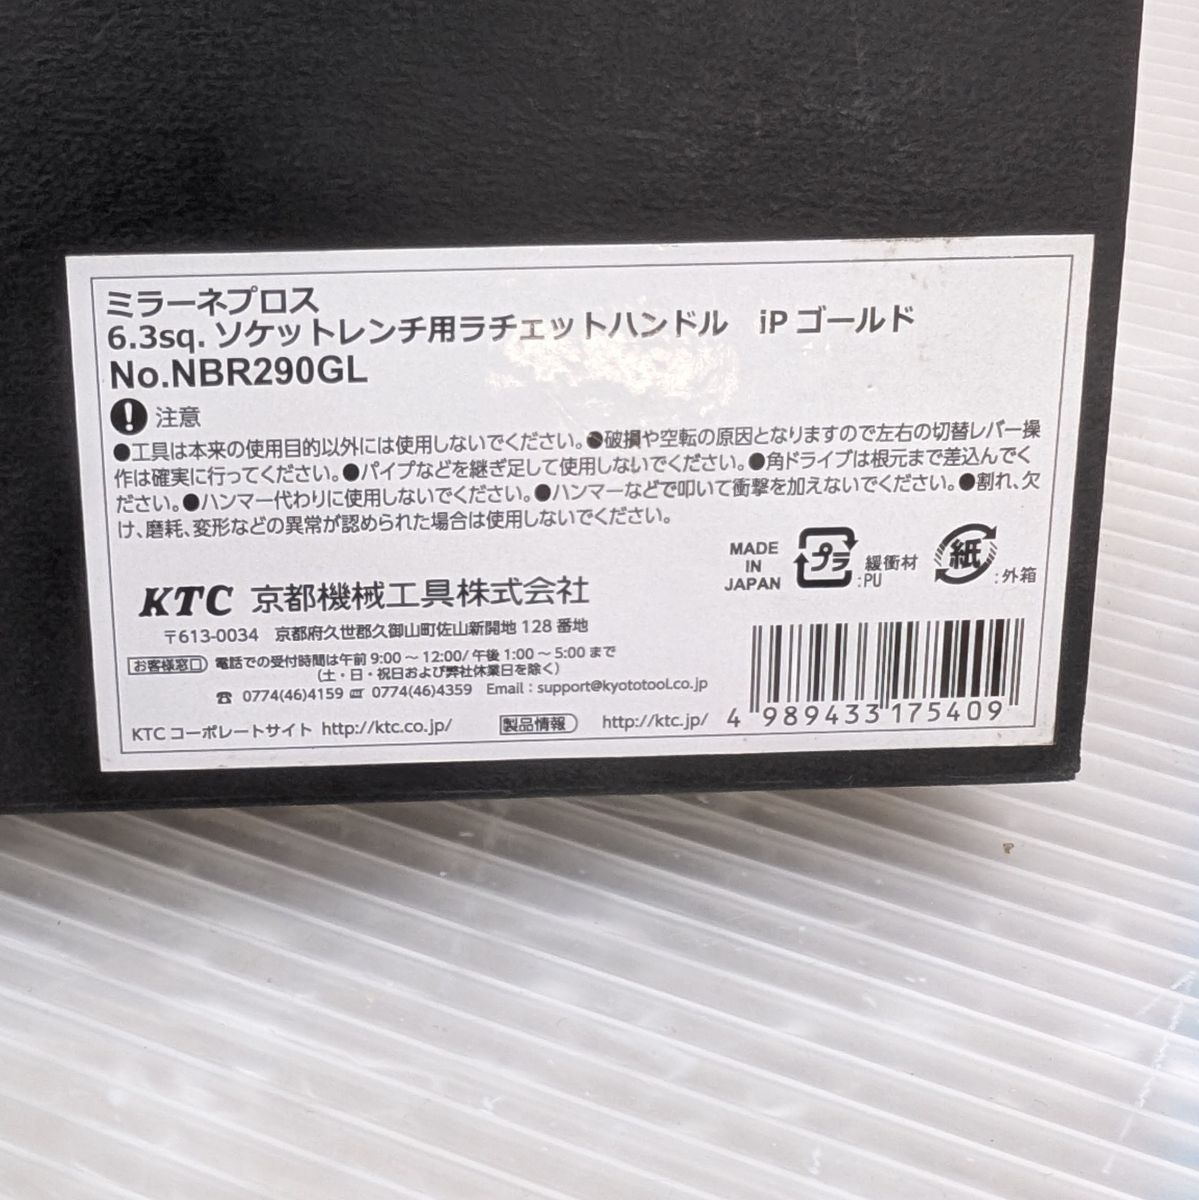 ミラーネプロス
6.3sq. ソケットレンチ用ラチェットハンドル iP ゴールド
No.NBR290GL
! 注意
●工具は本来の使用目的以外には使用しないでください。●破損や空転の原因となりますので左右の切替レバー操
作は確実に行ってください。●パイプなどを継ぎ足して使用しないでください。●角ドライブは根元まで差込んでく
ださい。●ハンマー代わりに使用しないでください。●ハンマーなどで叩いて衝撃を加えないでください。●割れ、欠
け、磨耗、変形などの異常が認められた場合は使用しないでください。
MADE
IN
JAPAN
プラ
緩衝材
:PU
紙
:外箱
KTC 京都機械工具株式会社
〒613-0034 京都府久世郡久御山町佐山新開地 128 番地
お客様窓口 電話での受付時間は午前 9:00 ~ 12:00/ 午後 1:00 ~ 5:00 まで
(土・日・祝日および弊社休業日を除く)
☎ 0774(46)4159 0774(46)4359 Email : support@kyototool.co.jp
KTC コーポレートサイト http://ktc.co.jp/ 製品情報 http://ktc.jp/
4 989433 175409